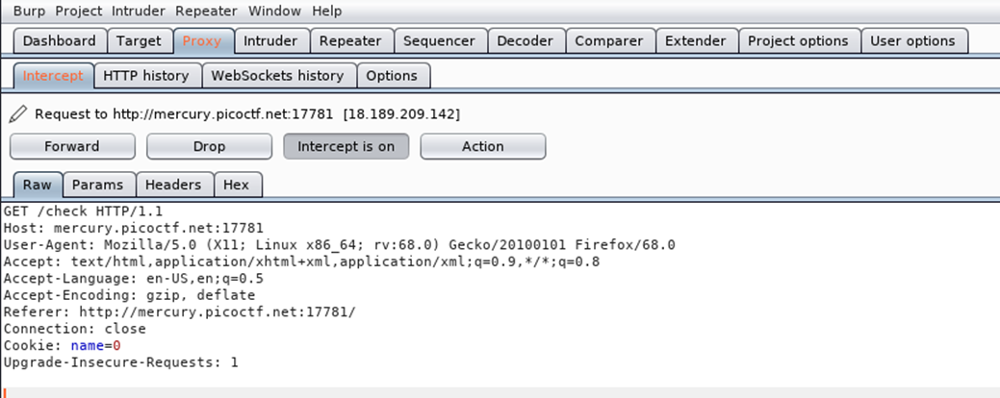 Burp Project Intruder Repeater Window Help
Dashboard Target Proxy Intruder Repeater Sequencer Decoder Comparer Extender Project options User options
Intercept HTTP history WebSockets history Options
Request to http://mercury.picoctf.net:17781 [18.189.209.142]
Forward Drop Intercept is on Action
Raw Params Headers Hex
GET /check HTTP/1.1
Host: mercury.picoctf.net:17781
User-Agent: Mozilla/5.0 (X11; Linux x86_64; rv:68.0) Gecko/20100101 Firefox/68.0
Accept: text/html,application/xhtml+xml,application/xml;q=0.9,*/*;q=0.8
Accept-Language: en-US,en;q=0.5
Accept-Encoding: gzip, deflate
Referer: http://mercury.picoctf.net:17781/
Connection: close
Cookie: name=0
Upgrade-Insecure-Requests: 1